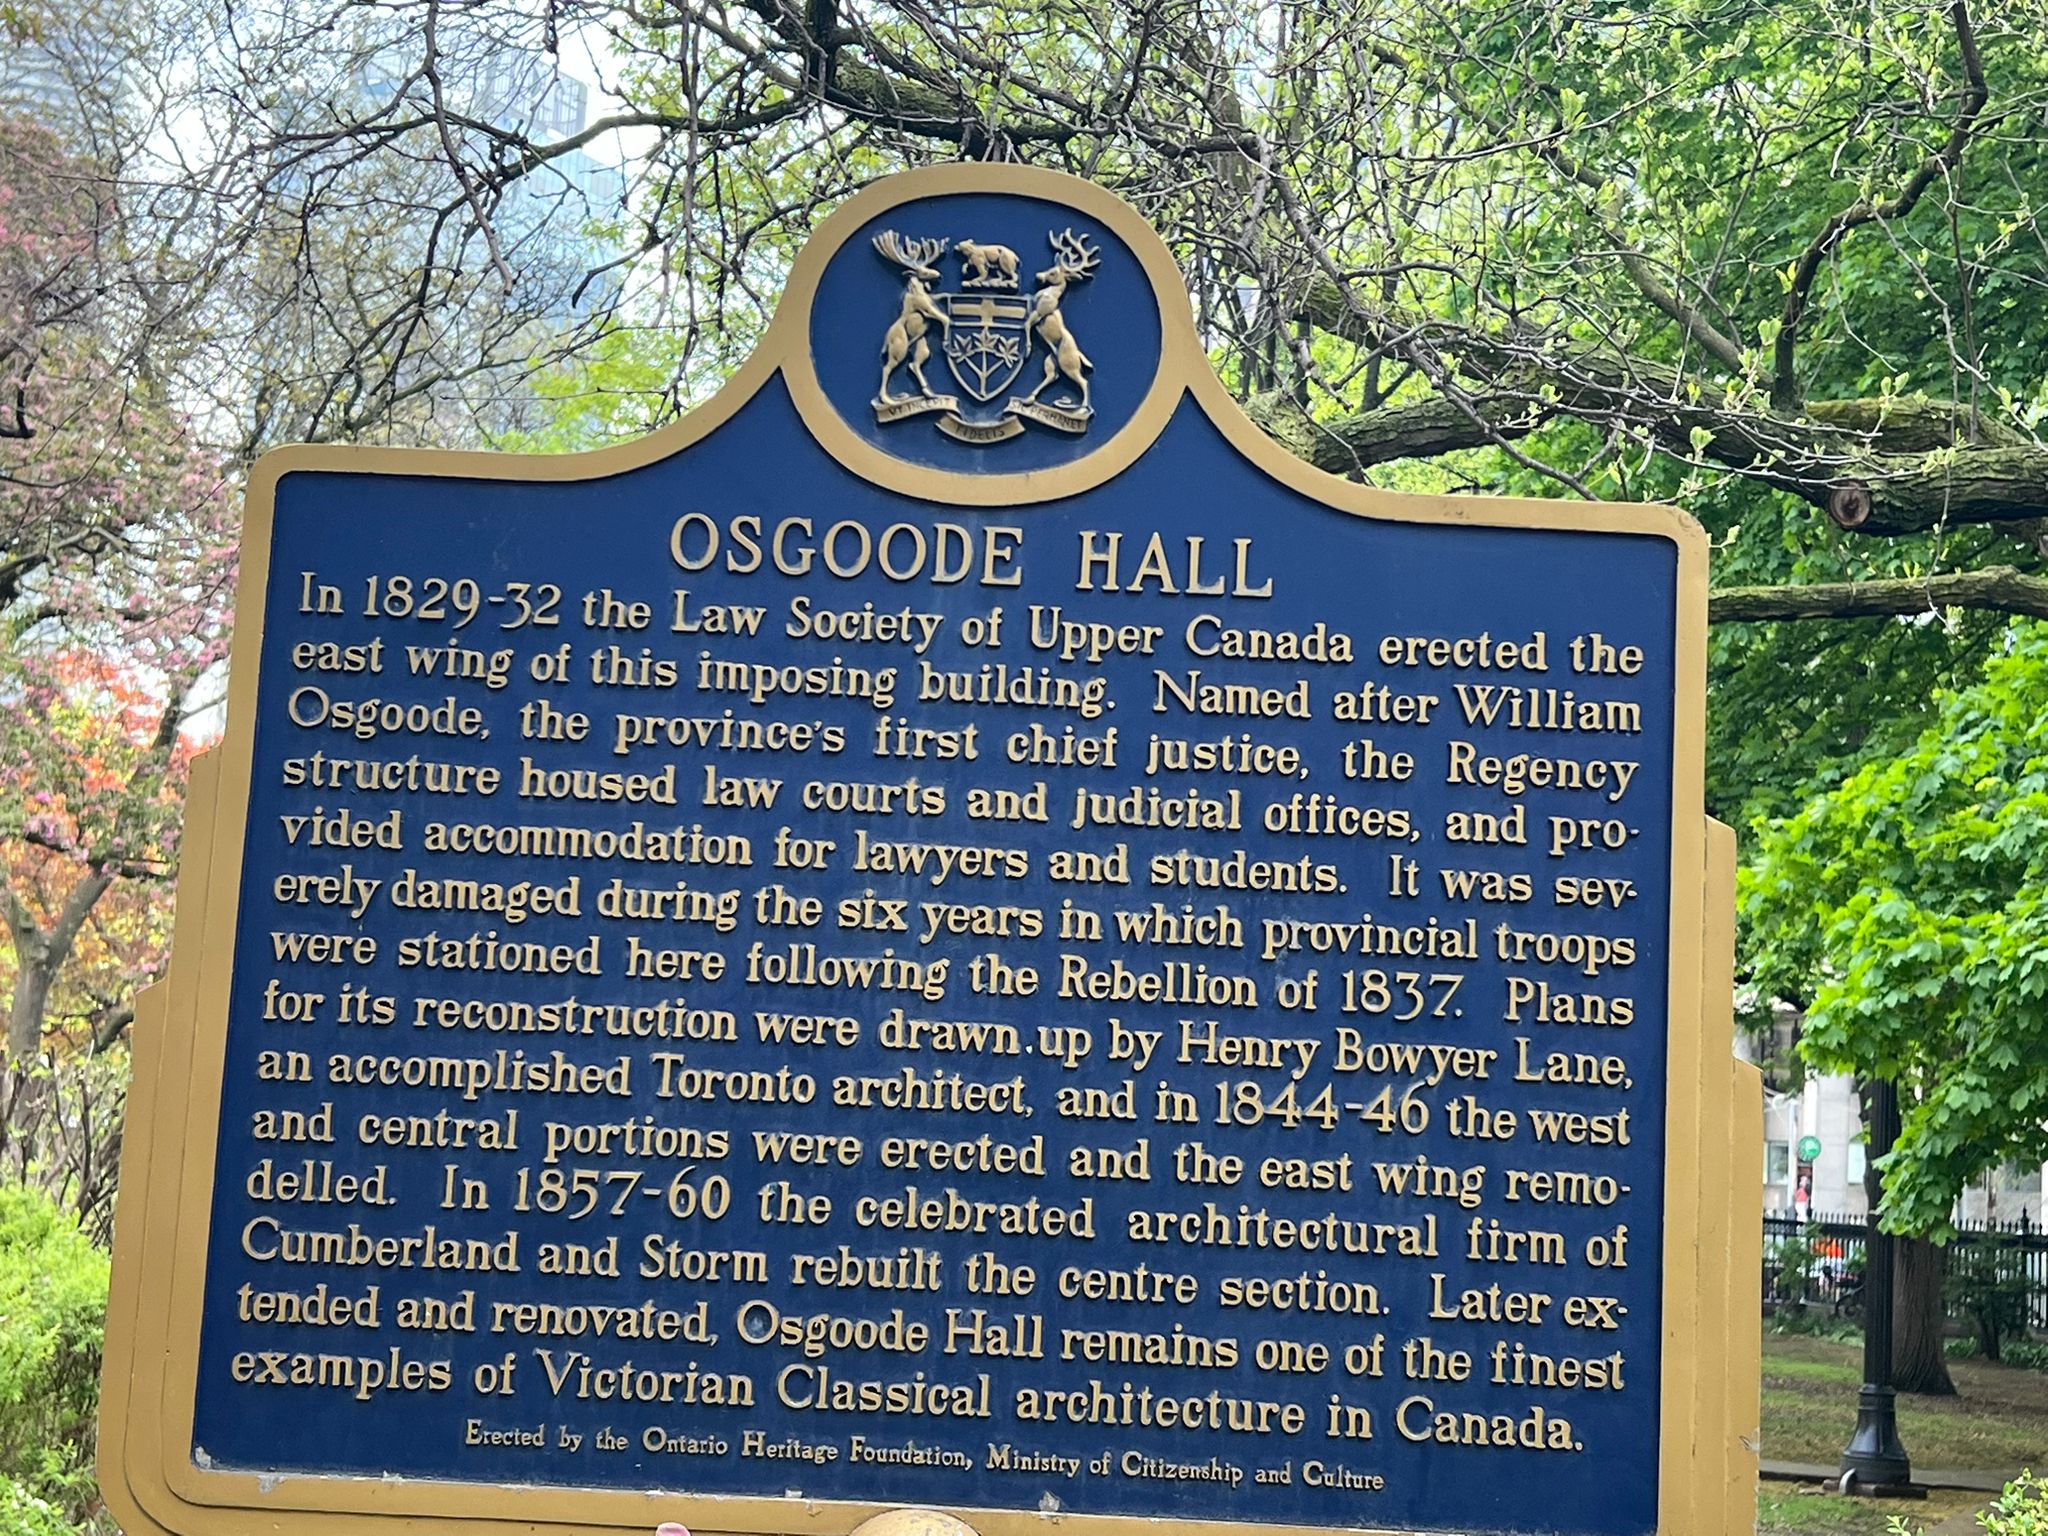 UT INCEPIT
FIDELIS
SIC PERMANET
OSGOODE HALL
In 1829-32 the Law Society of Upper Canada erected the
east wing of this imposing building. Named after William
Osgoode, the province's first chief justice, the Regency
structure housed law courts and judicial offices, and pro-
vided accommodation for lawyers and students. It was sev-
erely damaged during the six years in which provincial troops
were stationed here following the Rebellion of 1837. Plans
for its reconstruction were drawn up by Henry Bowyer Lane,
an accomplished Toronto architect, and in 1844-46 the west
and central portions were erected and the east wing remo-
delled. In 1857-60 the celebrated architectural firm of
Cumberland and Storm rebuilt the centre section. Later ex-
tended and renovated, Osgoode Hall remains one of the finest
examples of Victorian Classical architecture in Canada.
Erected by the Ontario Heritage Foundation, Ministry of Citizenship and Culture